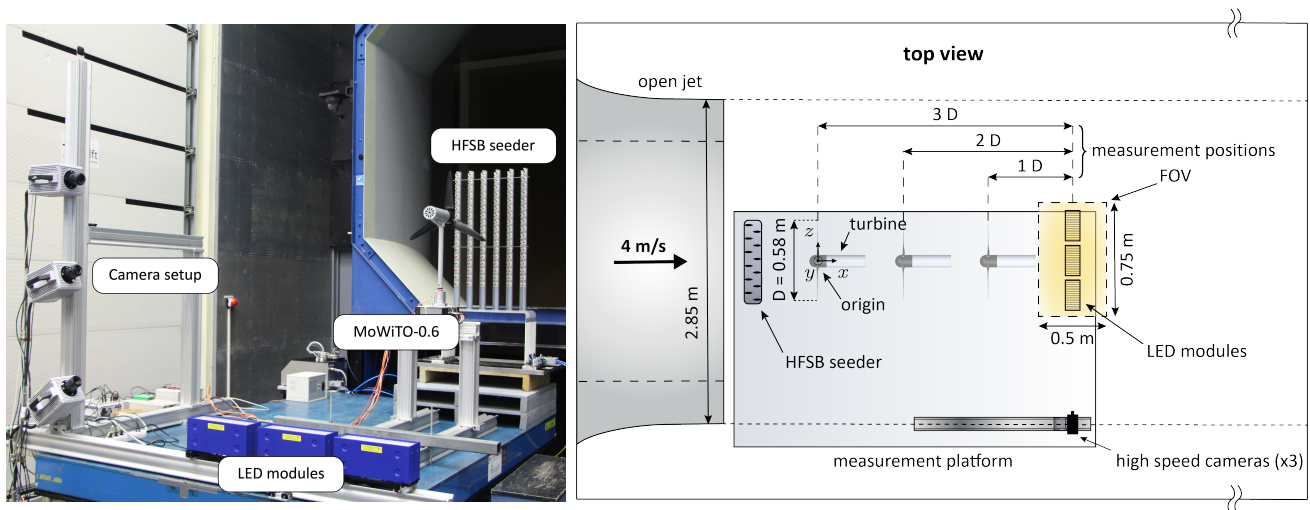 HFSB seeder
Camera setup
MoWiTO-0.6
LED modules
top view
open jet
3 D
2 D
measurement positions
1 D
FOV
turbine
z
4 m/s
D = 0.58 m
y
x
origin
0.75 m
2.85 m
0.5 m
HFSB seeder
LED modules
measurement platform
high speed cameras (x3)